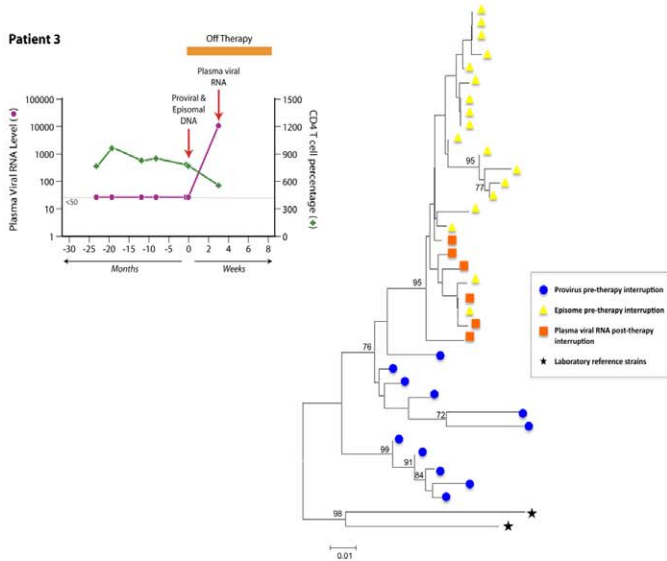 Patient 3
Off Therapy
Plasma viral
RNA
Proviral &
Episomal
DNA
Plasma Viral RNA Level (●)
100000
10000
1000
100
10
1
<50
1500
1200
900
600
300
0
CD4 T cell percentage (◆)
-30 -25 -20 -15 -10 -5 0 2 4 6 8
Months
Weeks
95
77
95
76
72
99
91
84
98
0.01
Provirus pre-therapy interruption
Episome pre-therapy interruption
Plasma viral RNA post-therapy
interruption
Laboratory reference strains